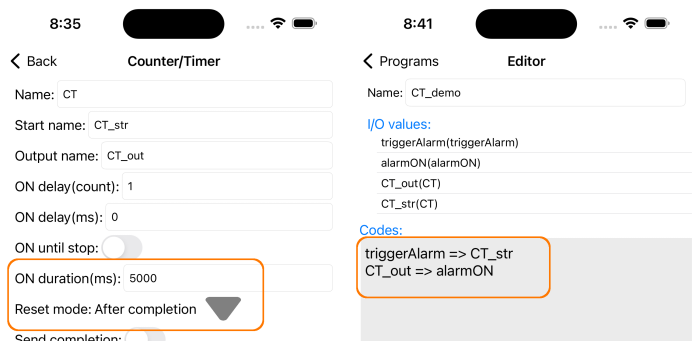 8:35
Back
Counter/Timer
Name: CT
Start name: CT_str
Output name: CT_out
ON delay(count): 1
ON delay(ms): 0
ON until stop:
ON duration(ms): 5000
Reset mode: After completion
Send completion:
8:41
Programs
Editor
Name: CT_demo
I/O values:
triggerAlarm(triggerAlarm)
alarmON(alarmON)
CT_out(CT)
CT_str(CT)
Codes:
triggerAlarm => CT_str
CT_out => alarmON